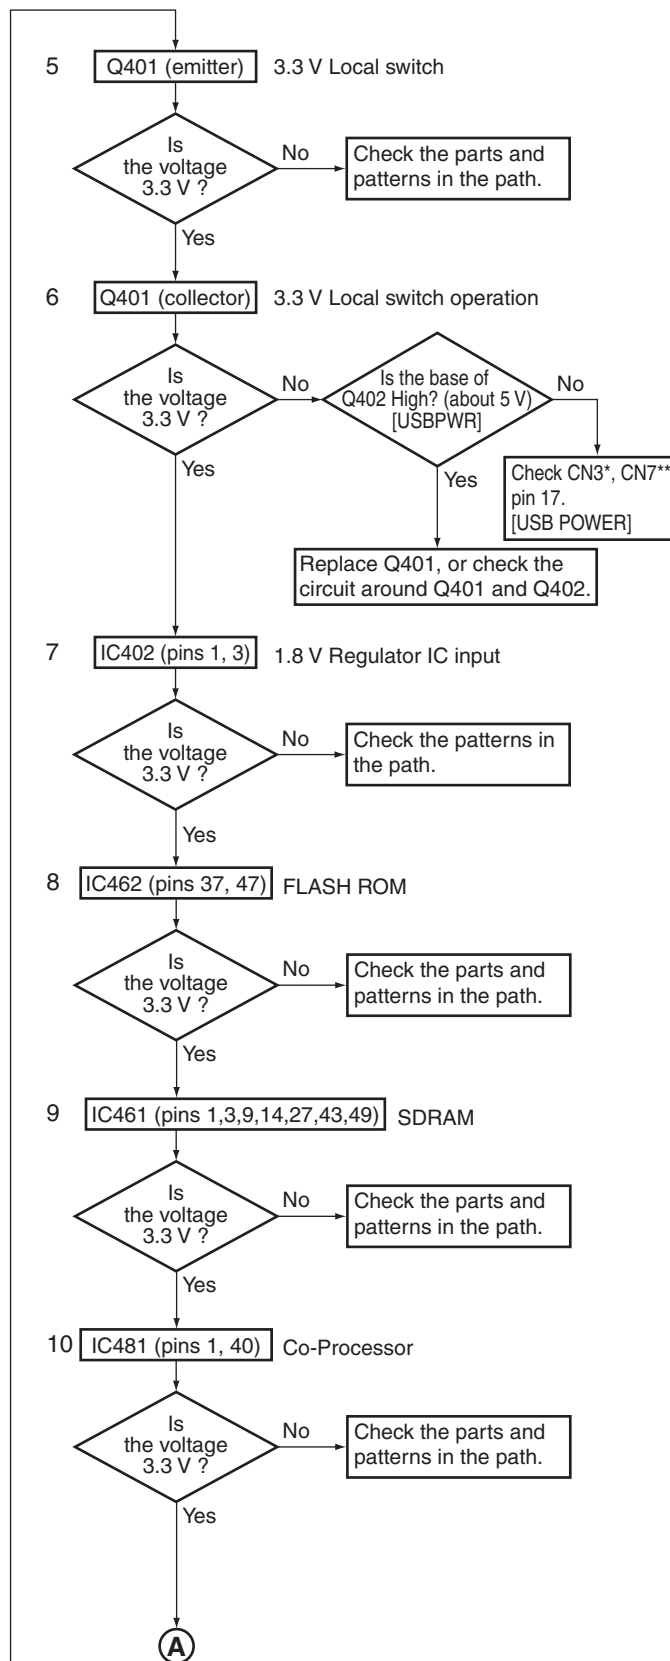 5 Q401 (emitter) 3.3 V Local switch
Is
the voltage
3.3 V ?
No
Check the parts and
patterns in the path.
Yes
6 Q401 (collector) 3.3 V Local switch operation
Is
the voltage
3.3 V ?
No
Is the base of
Q402 High? (about 5 V)
[USBPWR]
No
Check CN3*, CN7**
pin 17.
[USB POWER]
Yes
Replace Q401, or check the
circuit around Q401 and Q402.
Yes
7 IC402 (pins 1, 3) 1.8 V Regulator IC input
Is
the voltage
3.3 V ?
No
Check the patterns in
the path.
Yes
8 IC462 (pins 37, 47) FLASH ROM
Is
the voltage
3.3 V ?
No
Check the parts and
patterns in the path.
Yes
9 IC461 (pins 1,3,9,14,27,43,49) SDRAM
Is
the voltage
3.3 V ?
No
Check the parts and
patterns in the path.
Yes
10 IC481 (pins 1, 40) Co-Processor
Is
the voltage
3.3 V ?
No
Check the parts and
patterns in the path.
Yes
A